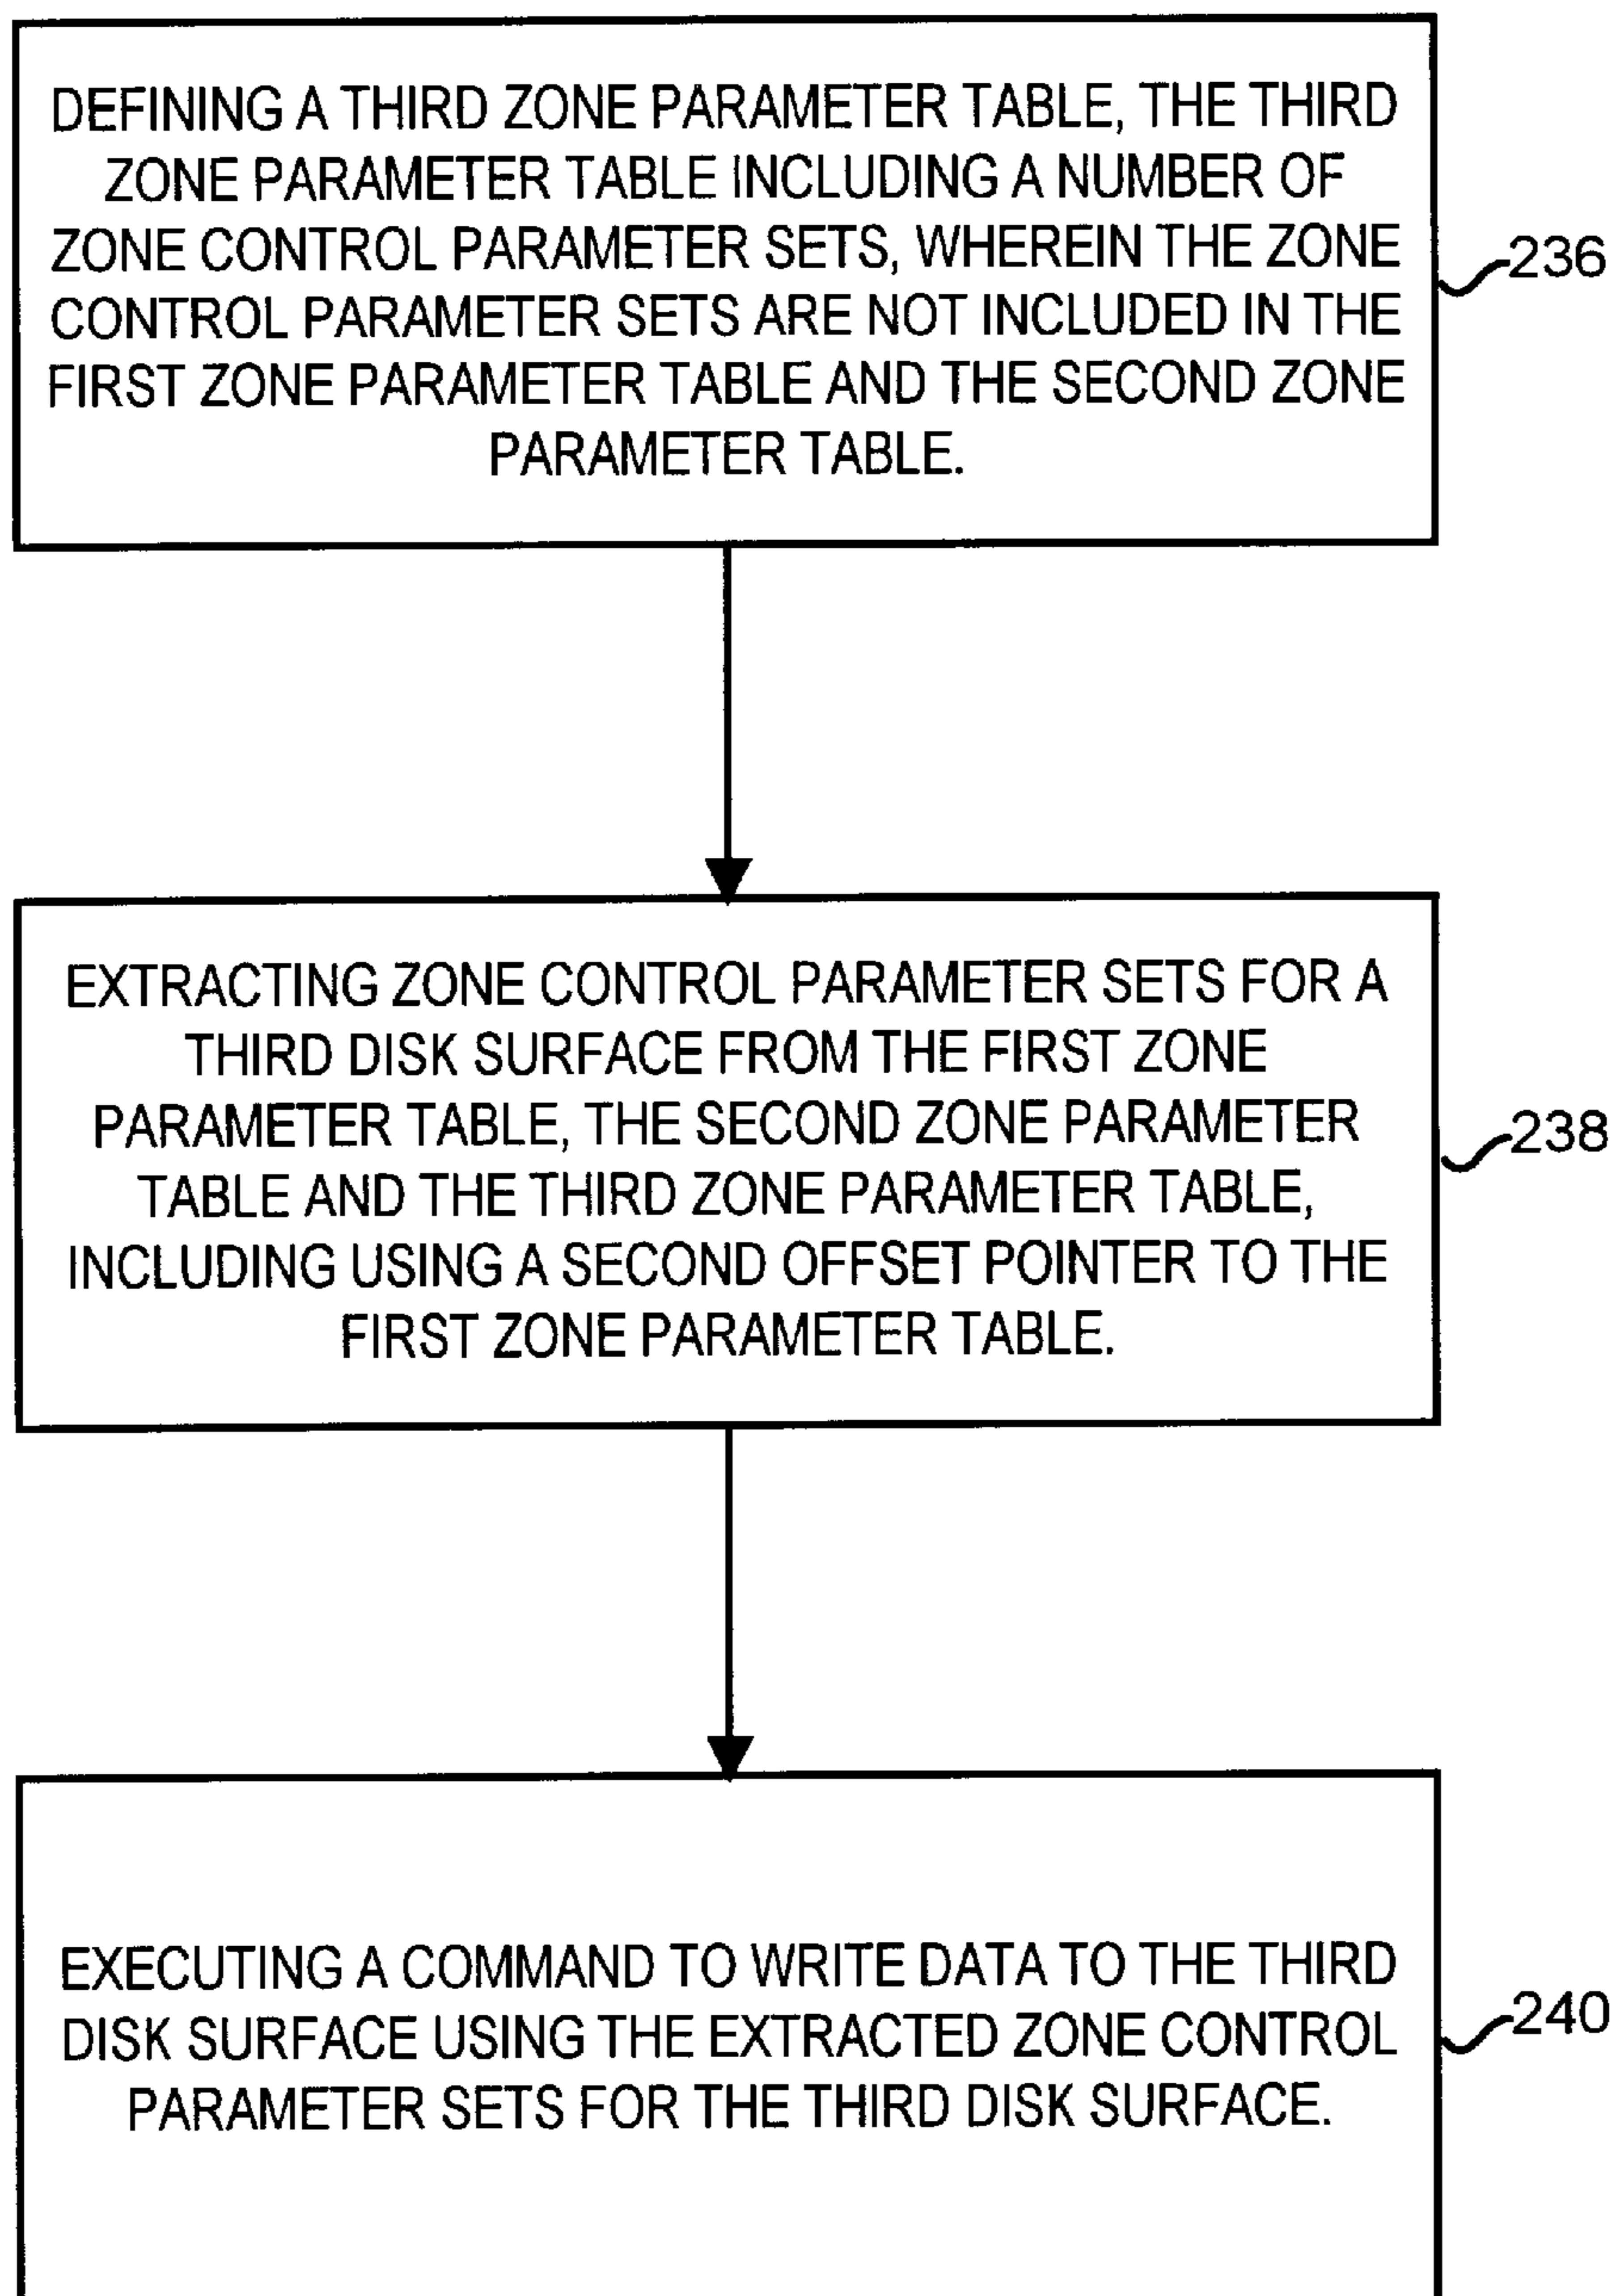 DEFINING A THIRD ZONE PARAMETER TABLE, THE THIRD
ZONE PARAMETER TABLE INCLUDING A NUMBER OF
ZONE CONTROL PARAMETER SETS, WHEREIN THE ZONE
CONTROL PARAMETER SETS ARE NOT INCLUDED IN THE
FIRST ZONE PARAMETER TABLE AND THE SECOND ZONE
PARAMETER TABLE.
236
EXTRACTING ZONE CONTROL PARAMETER SETS FOR A
THIRD DISK SURFACE FROM THE FIRST ZONE
PARAMETER TABLE, THE SECOND ZONE PARAMETER
TABLE AND THE THIRD ZONE PARAMETER TABLE,
INCLUDING USING A SECOND OFFSET POINTER TO THE
FIRST ZONE PARAMETER TABLE.
238
EXECUTING A COMMAND TO WRITE DATA TO THE THIRD
DISK SURFACE USING THE EXTRACTED ZONE CONTROL
PARAMETER SETS FOR THE THIRD DISK SURFACE.
240